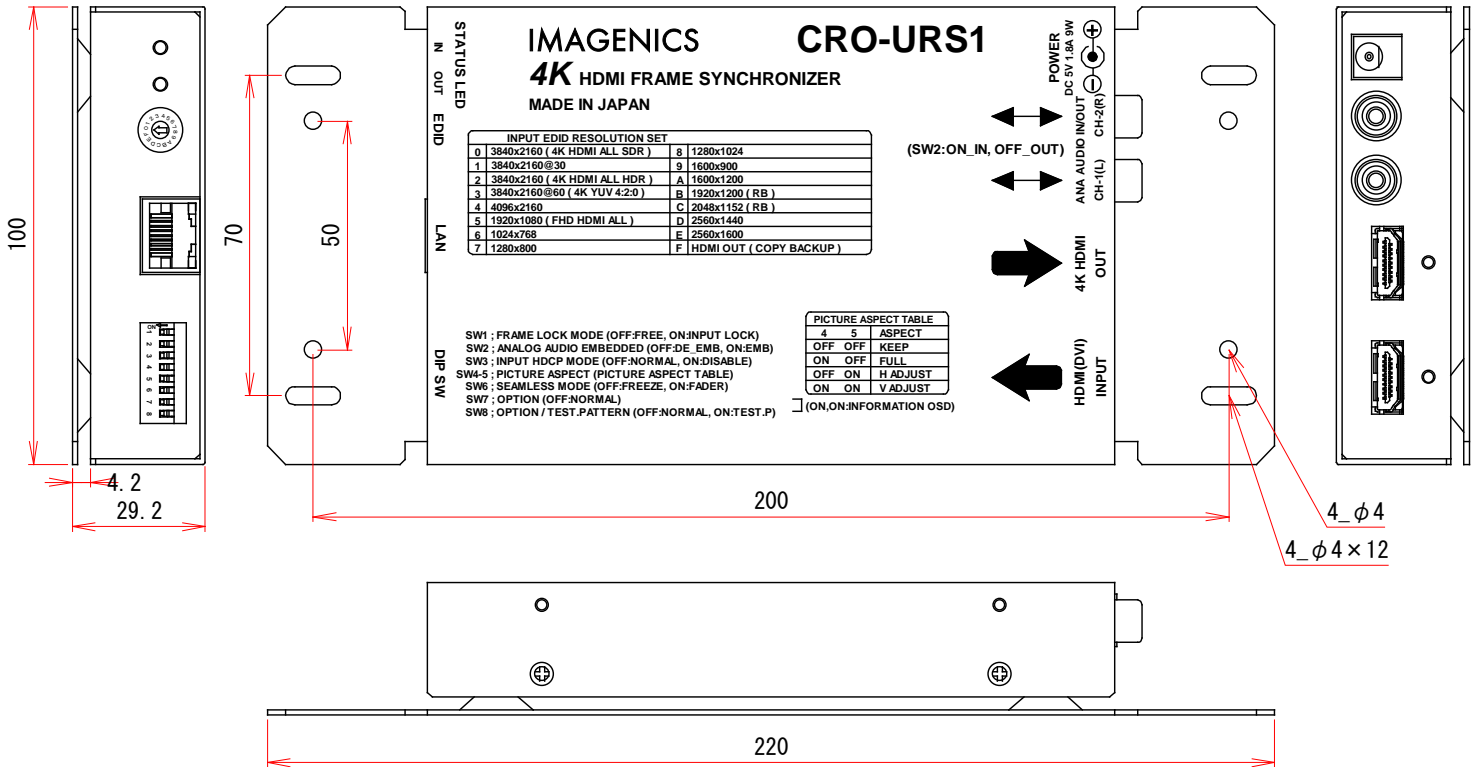 IMAGENICS CRO-URS1
4K HDMI FRAME SYNCHRONIZER
MADE IN JAPAN
STATUS LED
IN OUT
EDID
LAN
DIP SW
POWER
DC 5V 1.8A 9W
ANA AUDIO IN/OUT
CH-2(R)
CH-1(L)
(SW2:ON_IN, OFF_OUT)
4K HDMI
OUT
HDMI(DVI)
INPUT
INPUT EDID RESOLUTION SET
0 3840x2160 ( 4K HDMI ALL SDR ) 8 1280x1024
1 3840x2160@30 9 1600x900
2 3840x2160 ( 4K HDMI ALL HDR ) A 1600x1200
3 3840x2160@60 ( 4K YUV 4:2:0 ) B 1920x1200 ( RB )
4 4096x2160 C 2048x1152 ( RB )
5 1920x1080 ( FHD HDMI ALL ) D 2560x1440
6 1024x768 E 2560x1600
7 1280x800 F HDMI OUT ( COPY BACKUP )
SW1 ; FRAME LOCK MODE (OFF:FREE, ON:INPUT LOCK)
SW2 ; ANALOG AUDIO EMBEDDED (OFF:DE_EMB, ON:EMB)
SW3 ; INPUT HDCP MODE (OFF:NORMAL, ON:DISABLE)
SW4-5 ; PICTURE ASPECT (PICTURE ASPECT TABLE)
SW6 ; SEAMLESS MODE (OFF:FREEZE, ON:FADER)
SW7 ; OPTION (OFF:NORMAL)
SW8 ; OPTION / TEST.PATTERN (OFF:NORMAL, ON:TEST.P)
(ON,ON:INFORMATION OSD)
PICTURE ASPECT TABLE
4 5 ASPECT
OFF OFF KEEP
ON OFF FULL
OFF ON H ADJUST
ON ON V ADJUST
ON
1
2
3
4
5
6
7
8
100
70
50
4.2
29.2
200
4_φ4
4_φ4×12
220